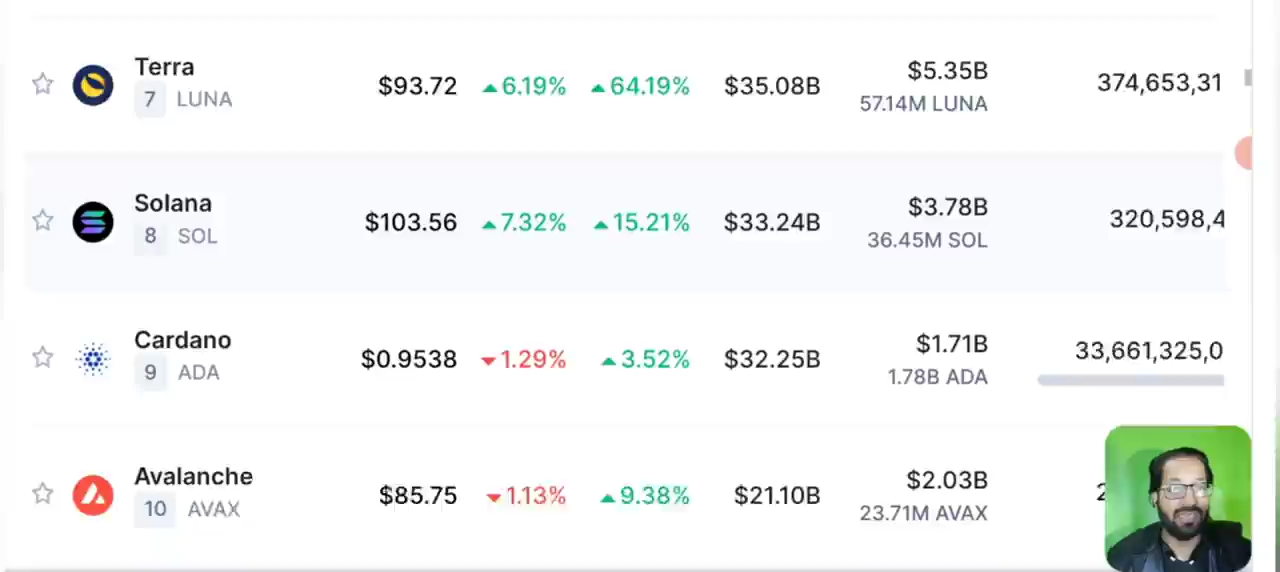 Terra
7 LUNA
$93.72 6.19% 64.19% $35.08B
$5.35B
57.14M LUNA
374,653,31
Solana
8 SOL
$103.56 7.32% 15.21% $33.24B
$3.78B
36.45M SOL
320,598,4
Cardano
9 ADA
$0.9538 1.29% 3.52% $32.25B
$1.71B
1.78B ADA
33,661,325,0
Avalanche
10 AVAX
$85.75 1.13% 9.38% $21.10B
$2.03B
23.71M AVAX